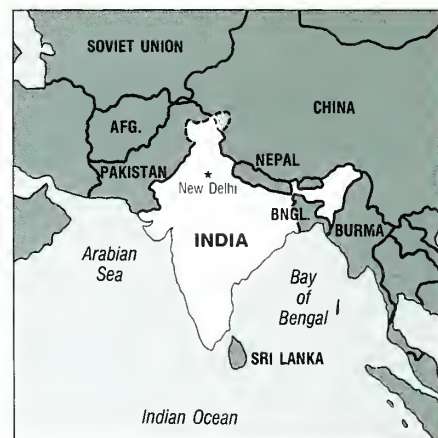 SOVIET UNION
CHINA
AFG.
PAKISTAN
NEPAL
New Delhi
BNGL.
INDIA
BURMA
Arabian
Sea
Bay
of
Bengal
SRI LANKA
Indian Ocean